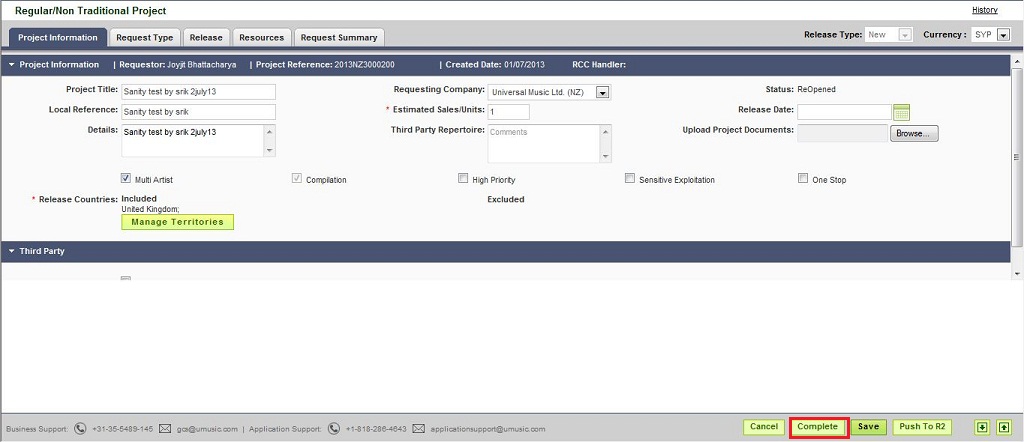 Regular/Non Traditional Project
History
Project Information Request Type Release Resources Request Summary Release Type: New Currency : SYP
Project Information | Requestor: Joyjit Bhattacharya | Project Reference: 2013NZ3000200 | Created Date: 01/07/2013 RCC Handler:
Project Title: Sanity test by srik 2july13 Requesting Company: Universal Music Ltd. (NZ) Status: ReOpened
Local Reference: Sanity test by srik * Estimated Sales/Units: 1 Release Date:
Details: Sanity test by srik 2july13 Third Party Repertoire: Comments Upload Project Documents: Browse...
Multi Artist Compilation High Priority Sensitive Exploitation One Stop
* Release Countries: Included Excluded
United Kingdom;
Manage Territories
Third Party
Business Support: +31-35-5489-145 gcs@umusic.com | Application Support: +1-818-286-4643 applicationsupport@umusic.com Cancel Complete Save Push To R2